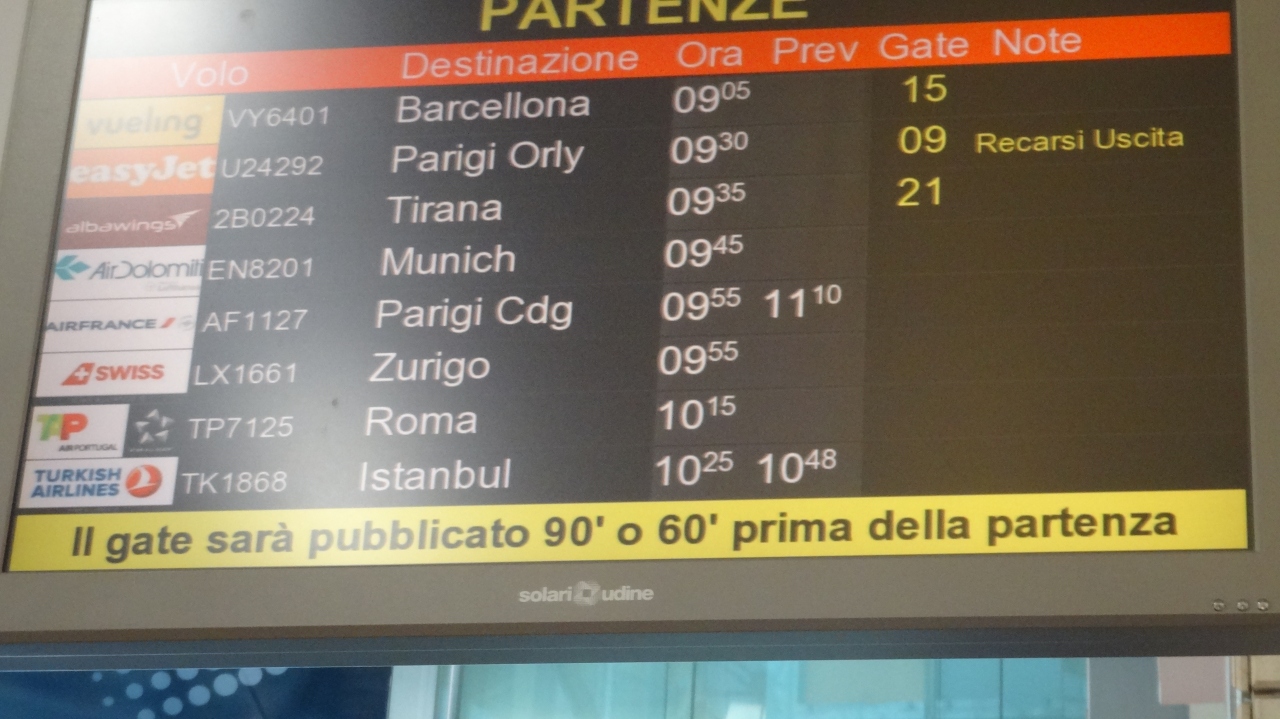 PARTENZE
Volo Destinazione Ora Prev Gate Note
vueling VY6401 Barcellona 09 05 15
easyJet U24292 Parigi Orly 09 30 09 Recarsi Uscita
albawings 2B0224 Tirana 09 35 21
AirDolomiti EN8201 Munich 09 45
AIRFRANCE AF1127 Parigi Cdg 09 55 11 10
SWISS LX1661 Zurigo 09 55
TAP AIR PORTUGAL TP7125 Roma 10 15
TURKISH AIRLINES TK1868 Istanbul 10 25 10 48
Il gate sarà pubblicato 90' o 60' prima della partenza
solari udine